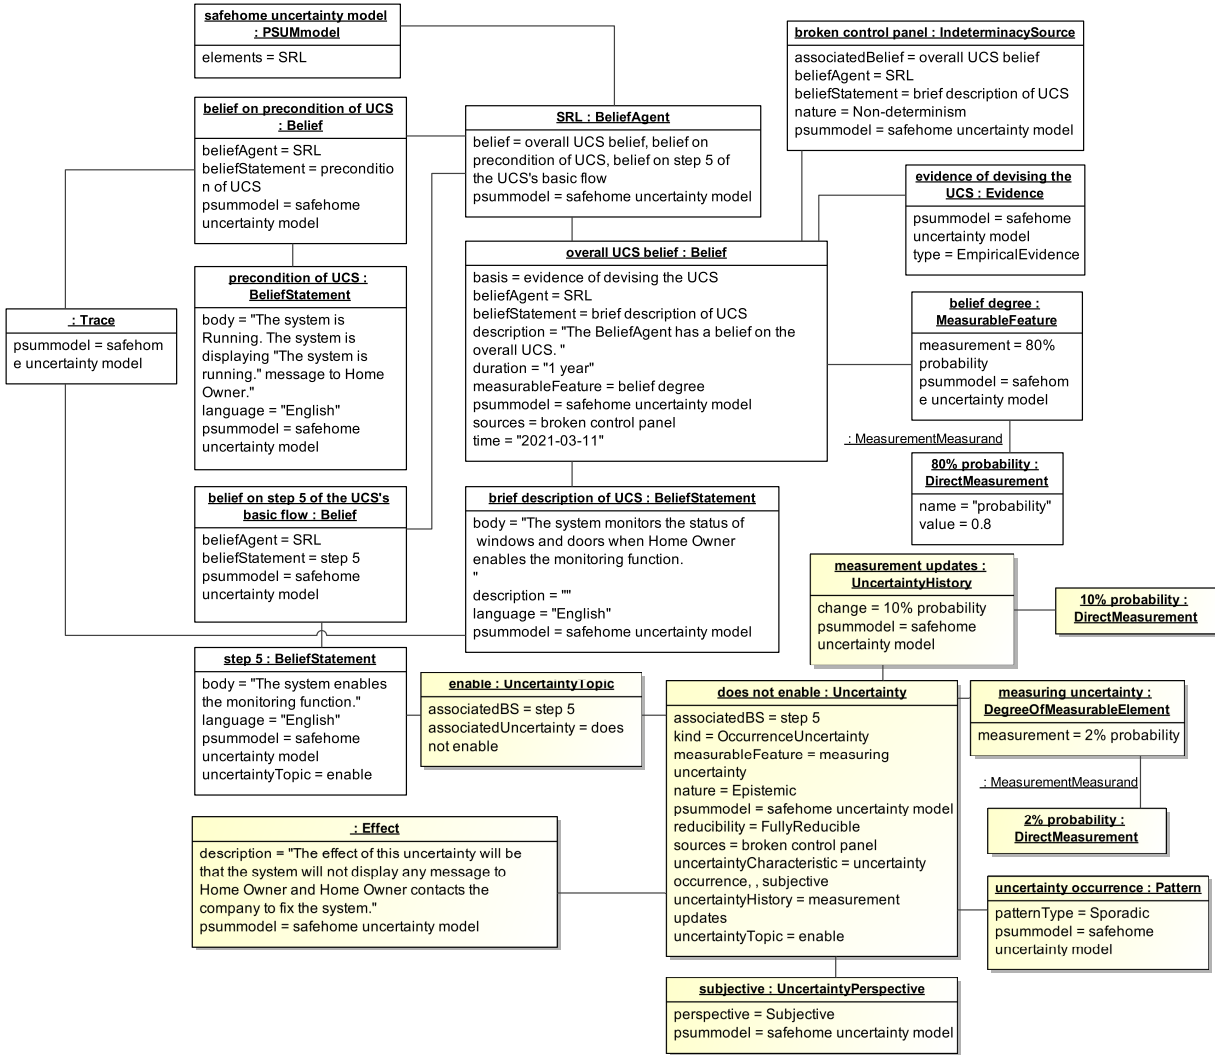 safehome uncertainty model
: PSUMmodel
elements = SRL
belief on precondition of UCS
: Belief
beliefAgent = SRL
beliefStatement = preconditio
n of UCS
psummodel = safehome
uncertainty model
SRL : BeliefAgent
belief = overall UCS belief, belief on
precondition of UCS, belief on step 5 of
the UCS's basic flow
psummodel = safehome uncertainty model
broken control panel : IndeterminacySource
associatedBelief = overall UCS belief
beliefAgent = SRL
beliefStatement = brief description of UCS
nature = Non-determinism
psummodel = safehome uncertainty model
evidence of devising the
UCS : Evidence
psummodel = safehome
uncertainty model
type = EmpiricalEvidence
precondition of UCS :
BeliefStatement
body = "The system is
Running. The system is
displaying "The system is
running." message to Home
Owner."
language = "English"
psummodel = safehome
uncertainty model
: Trace
psummodel = safehom
e uncertainty model
overall UCS belief : Belief
basis = evidence of devising the UCS
beliefAgent = SRL
beliefStatement = brief description of UCS
description = "The BeliefAgent has a belief on the
overall UCS. "
duration = "1 year"
measurableFeature = belief degree
psummodel = safehome uncertainty model
sources = broken control panel
time = "2021-03-11"
belief degree :
MeasurableFeature
measurement = 80%
probability
psummodel = safehom
e uncertainty model
: MeasurementMeasurand
80% probability :
DirectMeasurement
name = "probability"
value = 0.8
belief on step 5 of the UCS's
basic flow : Belief
beliefAgent = SRL
beliefStatement = step 5
psummodel = safehome
uncertainty model
brief description of UCS : BeliefStatement
body = "The system monitors the status of
windows and doors when Home Owner
enables the monitoring function.
"
description = ""
language = "English"
psummodel = safehome uncertainty model
measurement updates :
UncertaintyHistory
change = 10% probability
psummodel = safehome
uncertainty model
10% probability :
DirectMeasurement
step 5 : BeliefStatement
body = "The system enables
the monitoring function."
language = "English"
psummodel = safehome
uncertainty model
uncertaintyTopic = enable
enable : UncertaintyTopic
associatedBS = step 5
associatedUncertainty = does
not enable
does not enable : Uncertainty
associatedBS = step 5
kind = OccurrenceUncertainty
measurableFeature = measuring
uncertainty
nature = Epistemic
psummodel = safehome uncertainty model
reducibility = FullyReducible
sources = broken control panel
uncertaintyCharacteristic = uncertainty
occurrence, , subjective
uncertaintyHistory = measurement
updates
uncertaintyTopic = enable
measuring uncertainty :
DegreeOfMeasurableElement
measurement = 2% probability
: MeasurementMeasurand
2% probability :
DirectMeasurement
: Effect
description = "The effect of this uncertainty will be
that the system will not display any message to
Home Owner and Home Owner contacts the
company to fix the system."
psummodel = safehome uncertainty model
uncertainty occurrence : Pattern
patternType = Sporadic
psummodel = safehome
uncertainty model
subjective : UncertaintyPerspective
perspective = Subjective
psummodel = safehome uncertainty model